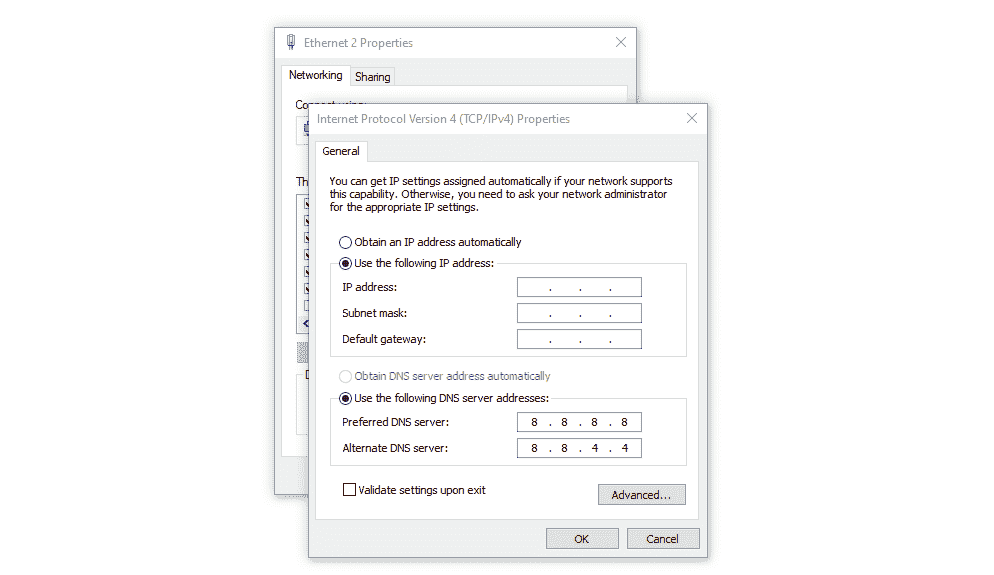 Ethernet 2 Properties
Networking
Sharing
Internet Protocol Version 4 (TCP/IPv4) Properties
General
You can get IP settings assigned automatically if your network supports
this capability. Otherwise, you need to ask your network administrator
for the appropriate IP settings.
Obtain an IP address automatically
Use the following IP address:
IP address: . . .
Subnet mask: . . .
Default gateway: . . .
Obtain DNS server address automatically
Use the following DNS server addresses:
Preferred DNS server: 8 . 8 . 8 . 8
Alternate DNS server: 8 . 8 . 4 . 4
Validate settings upon exit
Advanced...
OK
Cancel